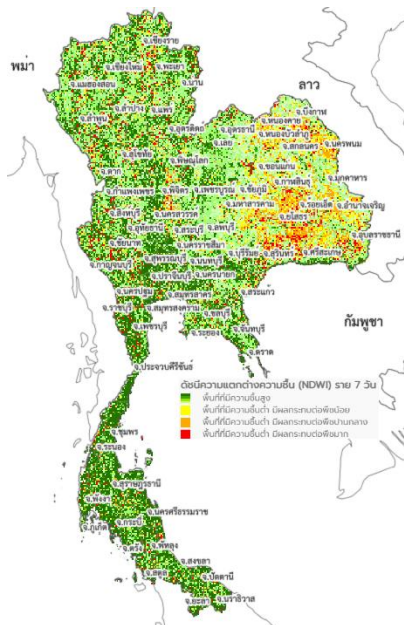 จ.เชียงราย
พม่า
จ.เชียงใหม่
จ.พะเยา
ลาว
จ.แม่ฮ่องสอน
จ.น่าน
จ.ลำปาง
จ.แพร่
จ.บึงกาฬ
จ.ลำพูน
จ.อุตรดิตถ์
จ.อุดรธานี
จ.หนองคาย
จ.หนองบัวลำภู
จ.เลย
จ.สกลนคร
จ.นครพนม
จ.สุโขทัย
จ.พิษณุโลก
จ.ขอนแก่น
จ.ตาก
จ.มุกดาหาร
จ.กาฬสินธุ์
จ.กำแพงเพชร
จ.พิจิตร
จ.เพชรบูรณ์
จ.ชัยภูมิ
จ.มหาสารคาม
จ.ร้อยเอ็ด
จ.อำนาจเจริญ
จ.สิงห์บุรี
จ.นครสวรรค์
จ.ยโสธร
จ.อุทัยธานี
จ.สระบุรี
จ.ลพบุรี
จ.อุบลราชธานี
จ.ชัยนาท
จ.นครราชสีมา
จ.สุพรรณบุรี
จ.นนทบุรี
จ.บุรีรัมย์
จ.สุรินทร์
จ.ศรีสะเกษ
จ.กาญจนบุรี
จ.ปราจีนบุรี
จ.นครนายก
จ.นครปฐม
จ.สมุทรสาคร
จ.สระแก้ว
จ.ราชบุรี
จ.สมุทรสงคราม
จ.ชลบุรี
กัมพูชา
จ.เพชรบุรี
จ.ระยอง
จ.จันทบุรี
จ.ตราด
จ.ประจวบคีรีขันธ์
ดัชนีความแตกต่างความชื้น (NDWI) ราย 7 วัน
พื้นที่ที่มีความชื้นสูง
พื้นที่ที่มีความชื้นต่ำ มีผลกระทบต่อพืชน้อย
พื้นที่ที่มีความชื้นต่ำ มีผลกระทบต่อพืชปานกลาง
พื้นที่ที่มีความชื้นต่ำ มีผลกระทบต่อพืชมาก
จ.ชุมพร
จ.ระนอง
จ.สุราษฎร์ธานี
จ.พังงา
จ.นครศรีธรรมราช
จ.กระบี่
จ.ภูเก็ต
จ.ตรัง
จ.พัทลุง
จ.สงขลา
จ.สตูล
จ.ปัตตานี
จ.ยะลา
จ.นราธิวาส